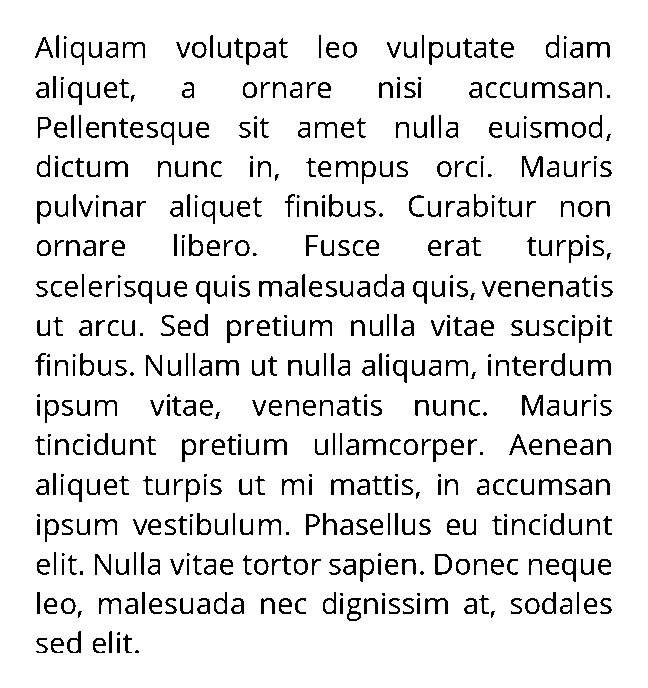 Aliquam volutpat leo vulputate diam
aliquet, a ornare nisi accumsan.
Pellentesque sit amet nulla euismod,
dictum nunc in, tempus orci. Mauris
pulvinar aliquet finibus. Curabitur non
ornare libero. Fusce erat turpis,
scelerisque quis malesuada quis, venenatis
ut arcu. Sed pretium nulla vitae suscipit
finibus. Nullam ut nulla aliquam, interdum
ipsum vitae, venenatis nunc. Mauris
tincidunt pretium ullamcorper. Aenean
aliquet turpis ut mi mattis, in accumsan
ipsum vestibulum. Phasellus eu tincidunt
elit. Nulla vitae tortor sapien. Donec neque
leo, malesuada nec dignissim at, sodales
sed elit.